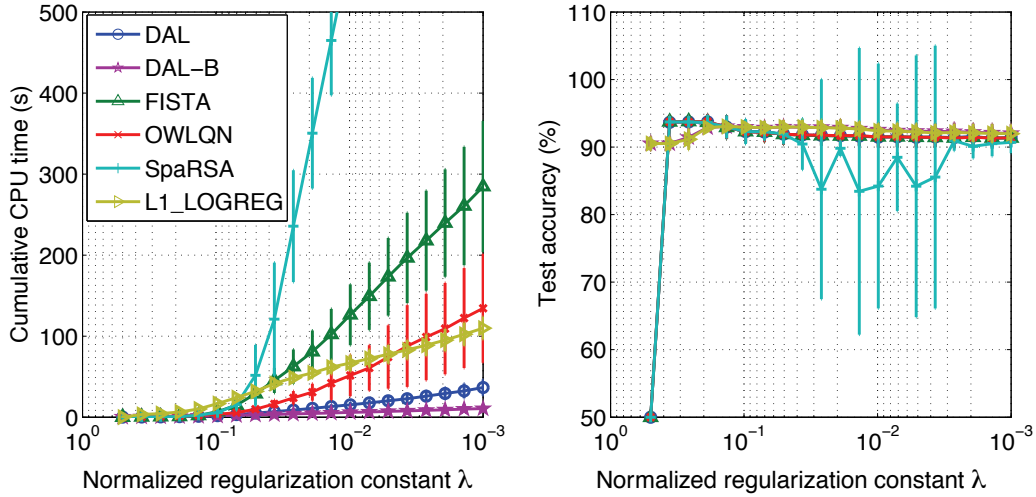 500
400
300
200
100
0
Cumulative CPU time (s)
DAL
DAL-B
FISTA
OWLQN
SpaRSA
L1_LOGREG
10^0
10^-1
10^-2
10^-3
Normalized regularization constant λ
110
100
90
80
70
60
50
Test accuracy (%)
10^0
10^-1
10^-2
10^-3
Normalized regularization constant λ